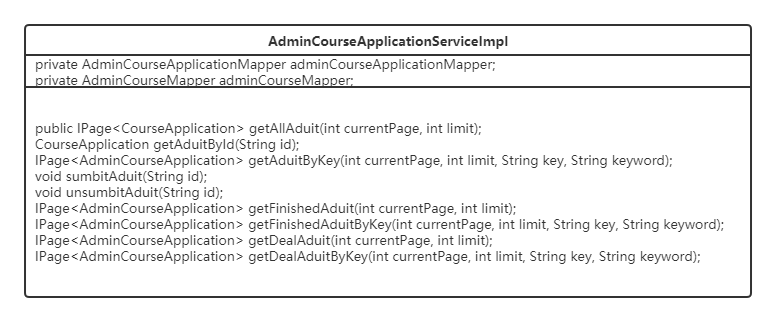 AdminCourseApplicationServiceImpl
private AdminCourseApplicationMapper adminCourseApplicationMapper;
private AdminCourseMapper adminCourseMapper;
public IPage<CourseApplication> getAllAduit(int currentPage, int limit);
CourseApplication getAduitById(String id);
IPage<AdminCourseApplication> getAduitByKey(int currentPage, int limit, String key, String keyword);
void sumbitAduit(String id);
void unsumbitAduit(String id);
IPage<AdminCourseApplication> getFinishedAduit(int currentPage, int limit);
IPage<AdminCourseApplication> getFinishedAduitByKey(int currentPage, int limit, String key, String keyword);
IPage<AdminCourseApplication> getDealAduit(int currentPage, int limit);
IPage<AdminCourseApplication> getDealAduitByKey(int currentPage, int limit, String key, String keyword);